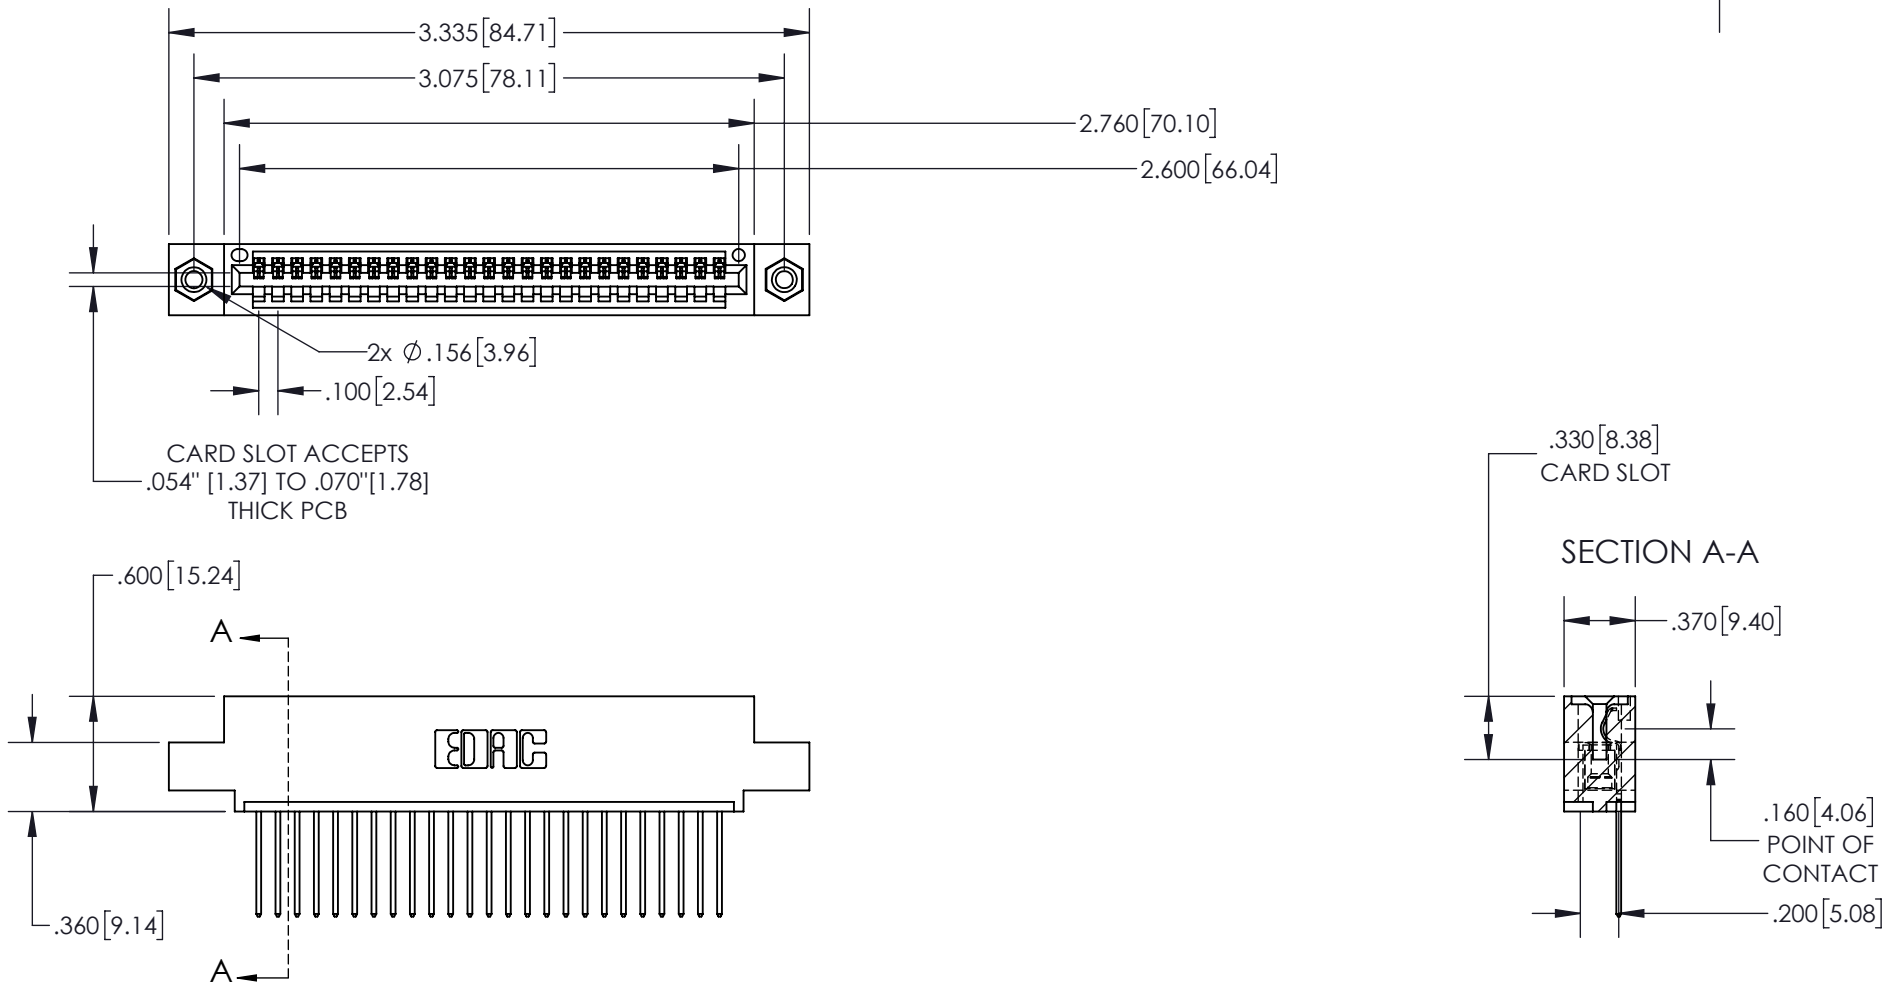 3.335[84.71]
3.075[78.11]
2.760[70.10]
2.600[66.04]
2x ∅.156[3.96]
.100[2.54]
CARD SLOT ACCEPTS
.054" [1.37] TO .070"[1.78]
THICK PCB
.330[8.38]
CARD SLOT
SECTION A-A
.600[15.24]
A
.370[9.40]
EDAC
.160[4.06]
POINT OF
CONTACT
.200[5.08]
.360[9.14]
A